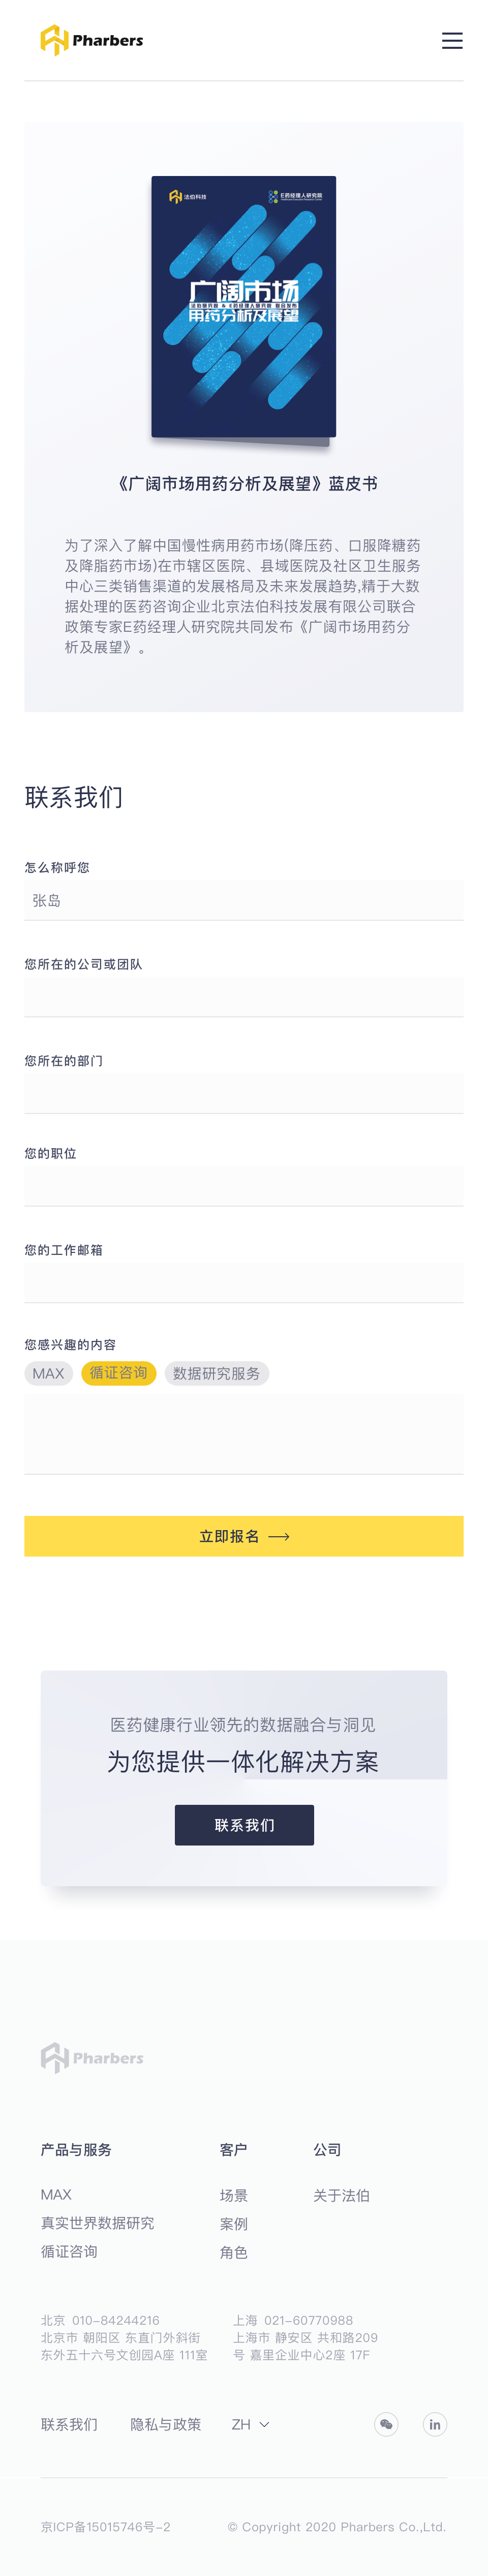 Pharbers
法伯科技
E药经理人研究院
广阔市场
法伯研究院 & E药经理人研究院 联合发布
用药分析及展望
《广阔市场用药分析及展望》蓝皮书
为了深入了解中国慢性病用药市场(降压药、口服降糖药
及降脂药市场)在市辖区医院、县域医院及社区卫生服务
中心三类销售渠道的发展格局及未来发展趋势,精于大数
据处理的医药咨询企业北京法伯科技发展有限公司联合
政策专家E药经理人研究院共同发布《广阔市场用药分
析及展望》。
联系我们
怎么称呼您
张岛
您所在的公司或团队
您所在的部门
您的职位
您的工作邮箱
您感兴趣的内容
MAX 循证咨询 数据研究服务
立即报名
医药健康行业领先的数据融合与洞见
为您提供一体化解决方案
联系我们
Pharbers
产品与服务 客户 公司
MAX 场景 关于法伯
真实世界数据研究 案例
循证咨询 角色
北京 010-84244216
北京市 朝阳区 东直门外斜街
东外五十六号文创园A座 111室
上海 021-60770988
上海市 静安区 共和路209
号 嘉里企业中心2座 17F
联系我们 隐私与政策 ZH
in
京ICP备15015746号-2 © Copyright 2020 Pharbers Co.,Ltd.